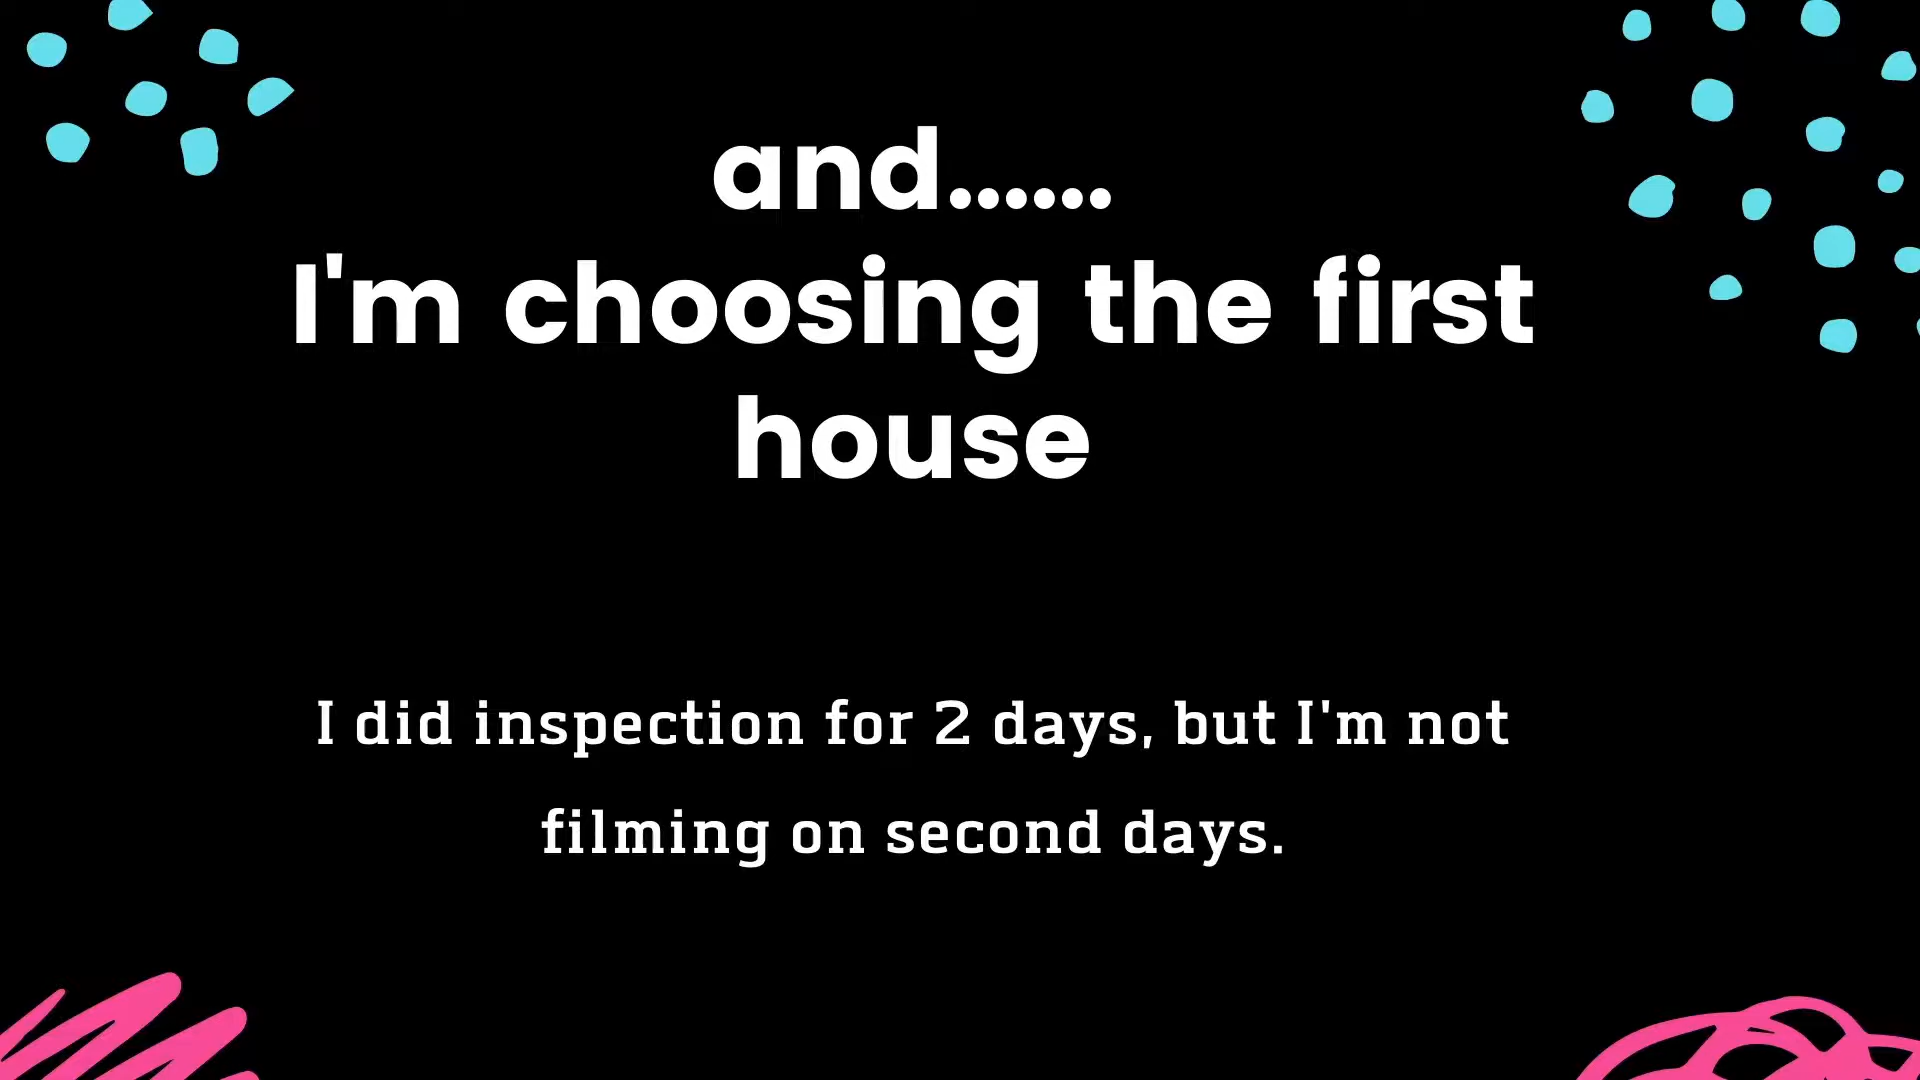 and......
I'm choosing the first
house
I did inspection for 2 days, but I'm not
filming on second days.